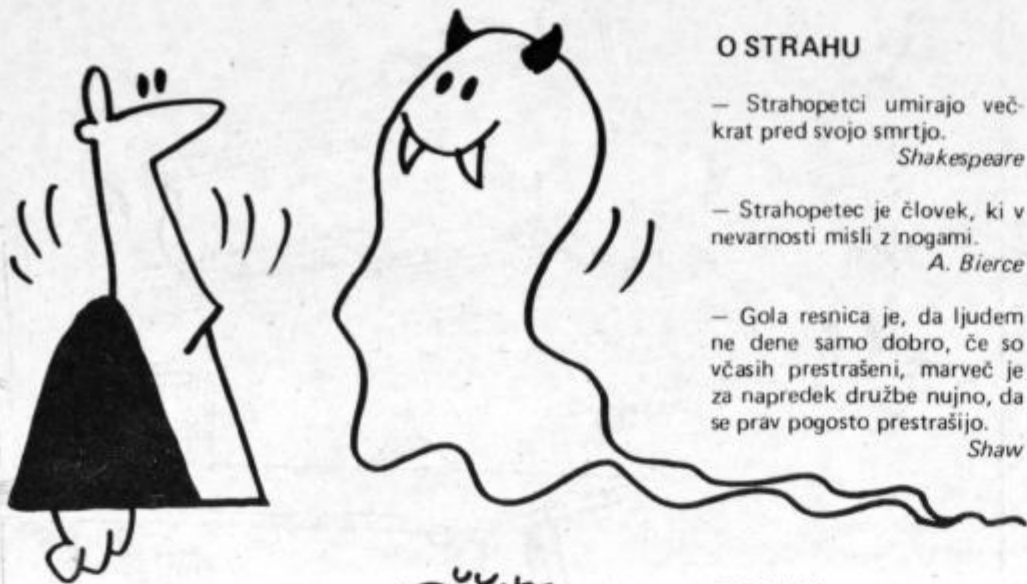 O STRAHU
— Strahopetci umirajo več-
krat pred svojo smrtjo.
Shakespeare
— Strahopetec je človek, ki v
nevarnosti misli z nogami.
A. Bierce
— Gola resnica je, da ljudem
ne dene samo dobro, če so
včasih prestrašeni, marveč je
za napredek družbe nujno, da
se prav pogosto prestrašijo.
Shaw